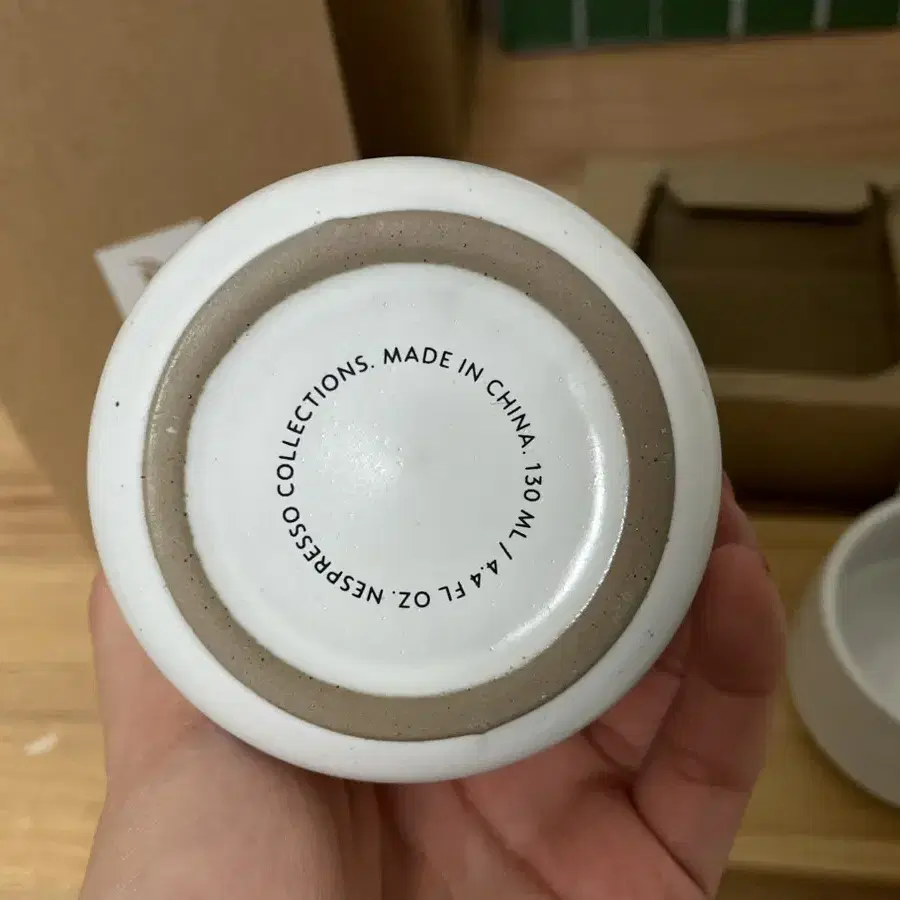 NESPRESSO COLLECTIONS. MADE IN CHINA. 130 ML / 4.4 FL OZ.